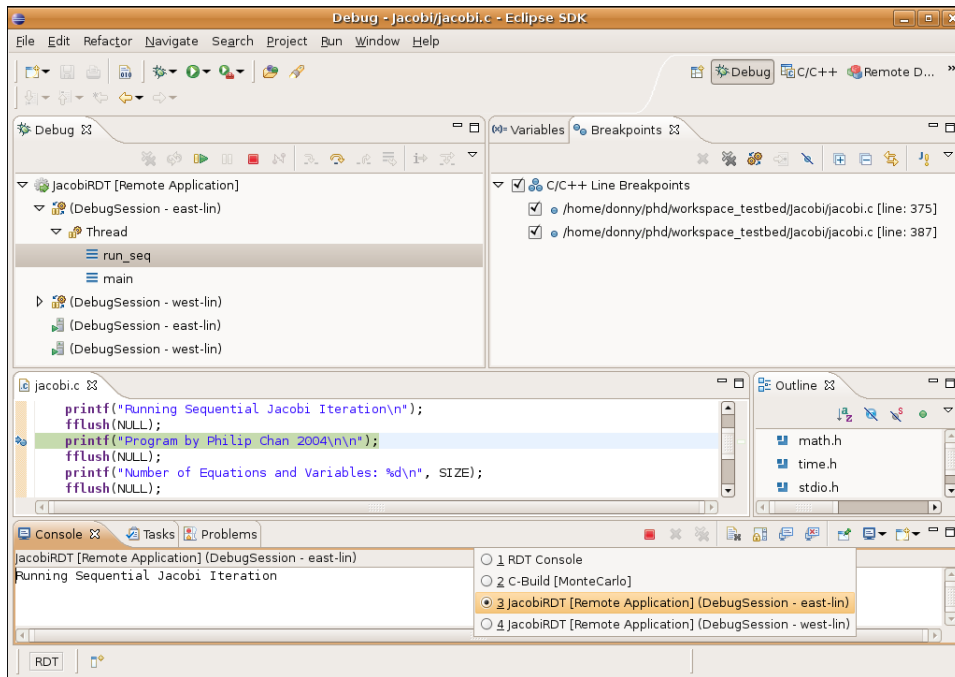 Debug - Jacobi/jacobi.c - Eclipse SDK
File Edit Refactor Navigate Search Project Run Window Help
Debug C/C++ Remote D... »
Debug
JacobiRDT [Remote Application]
(DebugSession - east-lin)
Thread
run_seq
main
(DebugSession - west-lin)
(DebugSession - east-lin)
(DebugSession - west-lin)
Variables Breakpoints
C/C++ Line Breakpoints
/home/donny/phd/workspace_testbed/Jacobi/jacobi.c [line: 375]
/home/donny/phd/workspace_testbed/Jacobi/jacobi.c [line: 387]
jacobi.c
printf("Running Sequential Jacobi Iteration\n");
fflush(NULL);
printf("Program by Philip Chan 2004\n\n");
fflush(NULL);
printf("Number of Equations and Variables: %d\n", SIZE);
fflush(NULL);
Outline
math.h
time.h
stdio.h
Console Tasks Problems
JacobiRDT [Remote Application] (DebugSession - east-lin)
Running Sequential Jacobi Iteration
1 RDT Console
2 C-Build [MonteCarlo]
3 JacobiRDT [Remote Application] (DebugSession - east-lin)
4 JacobiRDT [Remote Application] (DebugSession - west-lin)
RDT